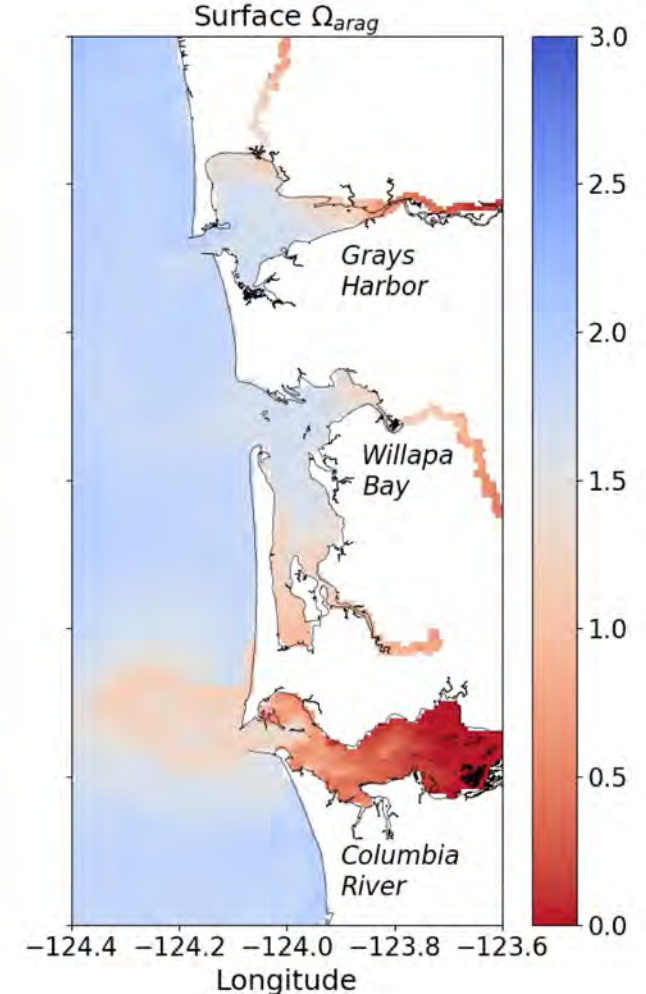 Surface Ω_arag
3.0
2.5
Grays
Harbor
2.0
Willapa
Bay
1.5
1.0
0.5
Columbia
River
0.0
−124.4 −124.2 −124.0 −123.8 −123.6
Longitude